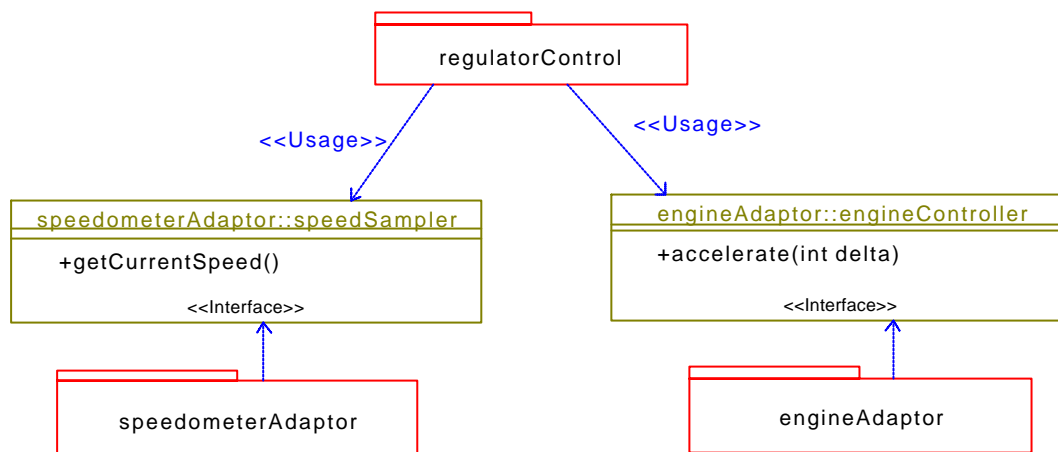 regulatorControl
<<Usage>>
<<Usage>>
speedometerAdaptor::speedSampler
+getCurrentSpeed()
<<Interface>>
engineAdaptor::engineController
+accelerate(int delta)
<<Interface>>
speedometerAdaptor
engineAdaptor